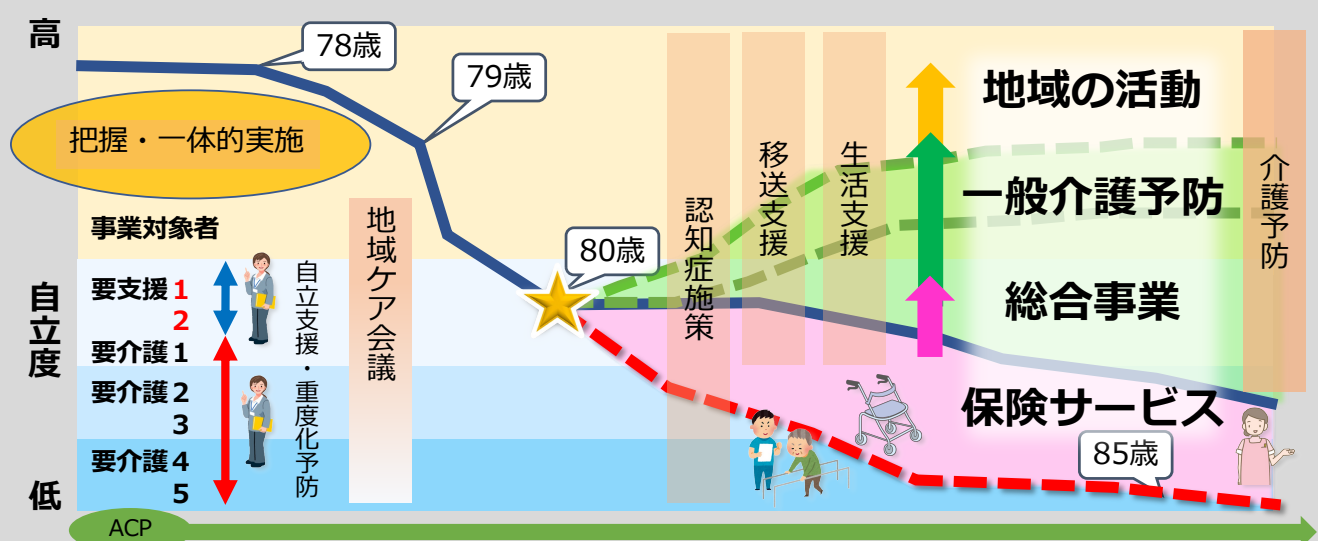 高
自立度
低
78歳
79歳
80歳
85歳
把握・一体的実施
事業対象者
要支援1
2
要介護1
要介護2
3
要介護4
5
自立支援・重度化予防
地域ケア会議
認知症施策
移送支援
生活支援
地域の活動
一般介護予防
総合事業
保険サービス
介護予防
ACP